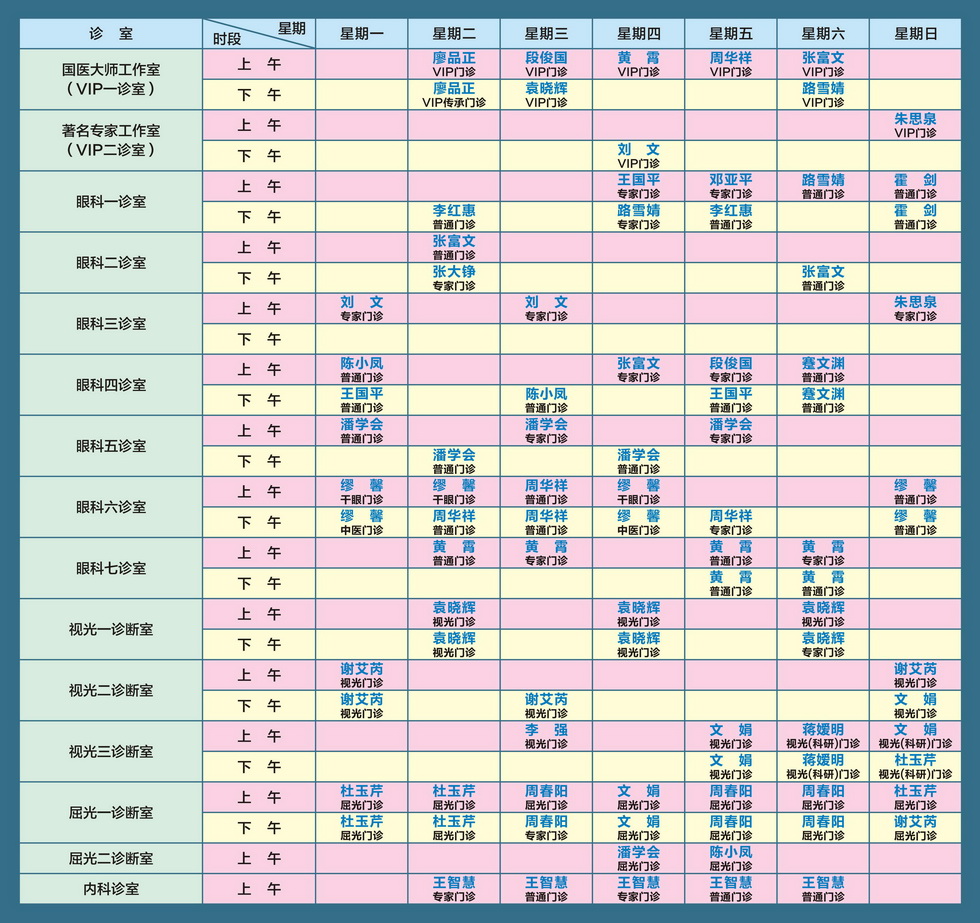 诊 室 时段 星期 星期一 星期二 星期三 星期四 星期五 星期六 星期日
国医大师工作室
（VIP一诊室）
上 午 廖品正 段俊国 黄 霄 周华祥 张富文
VIP门诊 VIP门诊 VIP门诊 VIP门诊 VIP门诊
下 午 廖品正 袁晓辉 路雪婧
VIP传承门诊 VIP门诊 VIP门诊
著名专家工作室
（VIP二诊室）
上 午 朱思泉
VIP门诊
下 午 刘 文
VIP门诊
眼科一诊室
上 午 王国平 邓亚平 路雪婧 霍 剑
专家门诊 专家门诊 普通门诊 普通门诊
下 午 李红惠 路雪婧 李红惠 霍 剑
普通门诊 专家门诊 普通门诊 普通门诊
眼科二诊室
上 午 张富文
普通门诊
下 午 张大铮 张富文
专家门诊 普通门诊
眼科三诊室
上 午 刘 文 刘 文 朱思泉
专家门诊 专家门诊 专家门诊
下 午
眼科四诊室
上 午 陈小凤 张富文 段俊国 蹇文渊
普通门诊 专家门诊 专家门诊 普通门诊
下 午 王国平 陈小凤 王国平 蹇文渊
普通门诊 普通门诊 普通门诊 普通门诊
眼科五诊室
上 午 潘学会 潘学会 潘学会
普通门诊 专家门诊 专家门诊
下 午 潘学会 潘学会
普通门诊 普通门诊
眼科六诊室
上 午 缪 馨 缪 馨 周华祥 缪 馨 缪 馨
干眼门诊 干眼门诊 普通门诊 干眼门诊 普通门诊
下 午 缪 馨 周华祥 周华祥 缪 馨 周华祥 缪 馨
中医门诊 普通门诊 普通门诊 中医门诊 专家门诊 普通门诊
眼科七诊室
上 午 黄 霄 黄 霄 黄 霄 黄 霄
普通门诊 专家门诊 普通门诊 专家门诊
下 午 黄 霄 黄 霄
普通门诊 普通门诊
视光一诊断室
上 午 袁晓辉 袁晓辉 袁晓辉
视光门诊 视光门诊 视光门诊
下 午 袁晓辉 袁晓辉 袁晓辉
视光门诊 视光门诊 专家门诊
视光二诊断室
上 午 谢艾芮 谢艾芮
视光门诊 视光门诊
下 午 谢艾芮 谢艾芮 文 娟
视光门诊 视光门诊 视光门诊
视光三诊断室
上 午 李 强 文 娟 蒋嫒明 文 娟
视光门诊 视光门诊 视光(科研)门诊 视光(科研)门诊
下 午 文 娟 蒋嫒明 杜玉芹
视光门诊 视光(科研)门诊 视光(科研)门诊
屈光一诊断室
上 午 杜玉芹 杜玉芹 周春阳 文 娟 周春阳 周春阳 杜玉芹
屈光门诊 屈光门诊 屈光门诊 屈光门诊 屈光门诊 屈光门诊 屈光门诊
下 午 杜玉芹 杜玉芹 周春阳 文 娟 周春阳 周春阳 谢艾芮
屈光门诊 屈光门诊 专家门诊 屈光门诊 屈光门诊 屈光门诊 屈光门诊
屈光二诊断室 上 午 潘学会 陈小凤
屈光门诊 屈光门诊
内科诊室 上 午 王智慧 王智慧 王智慧 王智慧 王智慧
专家门诊 普通门诊 专家门诊 普通门诊 普通门诊